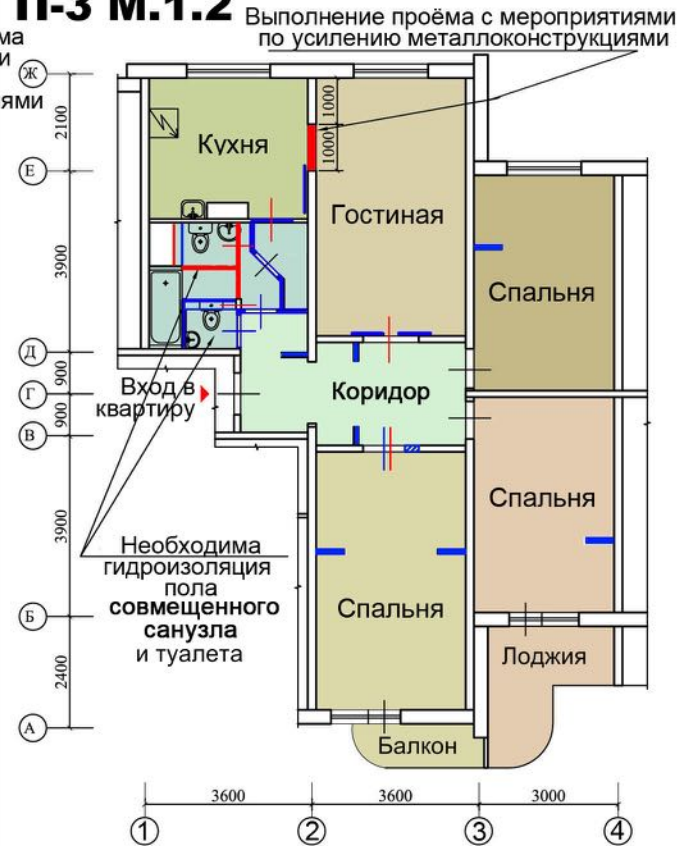 П-3 М.1.2
Выполнение проёма с мероприятиями
по усилению металлоконструкциями
ма
и
ями
Ж
2100
Е
3900
Д
900
Г
900
В
3900
Б
2400
А
1000
1000
Кухня
Гостиная
Спальня
Коридор
Вход в
квартиру
Спальня
Необходима
гидроизоляция
пола
совмещенного
санузла
и туалета
Спальня
Лоджия
Балкон
3600
3600
3000
1
2
3
4